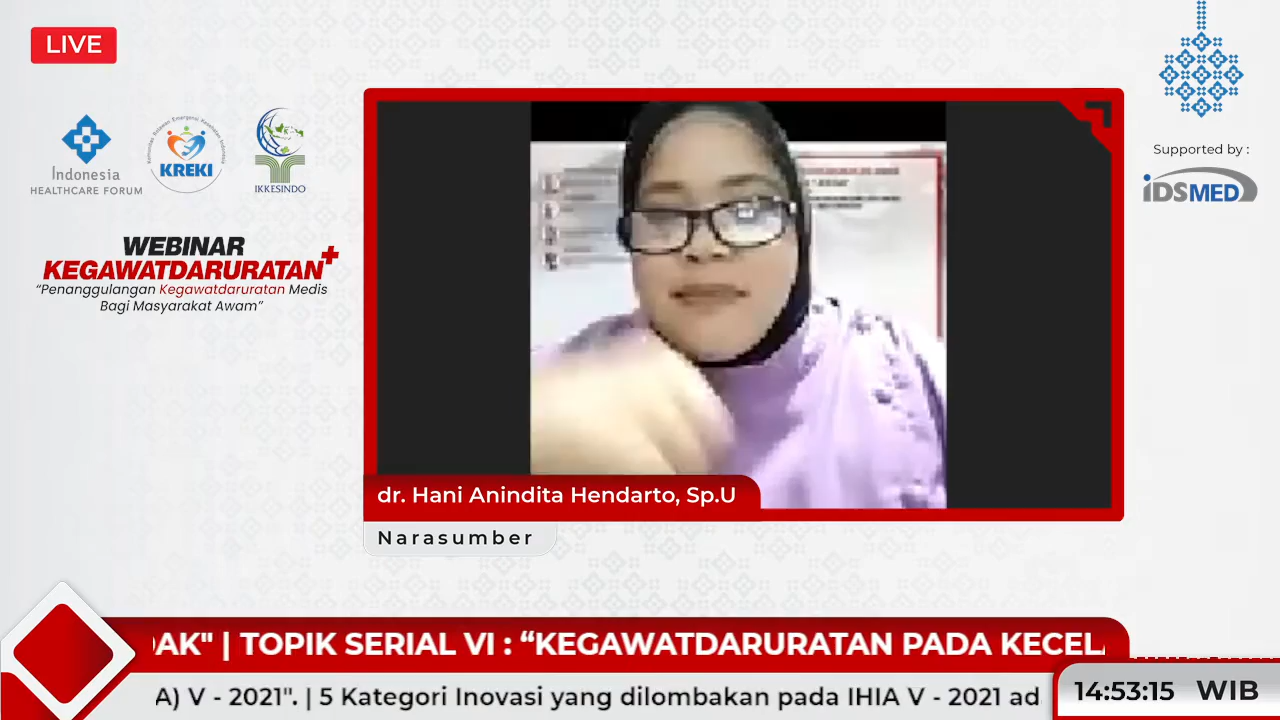 LIVE
Indonesia
HEALTHCARE FORUM
KREKI
IKKESINDO
WEBINAR
KEGAWATDARURATAN+
“Penanggulangan Kegawatdaruratan Medis
Bagi Masyarakat Awam”
Supported by :
iDSMED
dr. Hani Anindita Hendarto, Sp.U
Narasumber
DAK" | TOPIK SERIAL VI : “KEGAWATDARURATAN PADA KECEL
A) V - 2021". | 5 Kategori Inovasi yang dilombakan pada IHIA V - 2021 ad
14:53:15 WIB